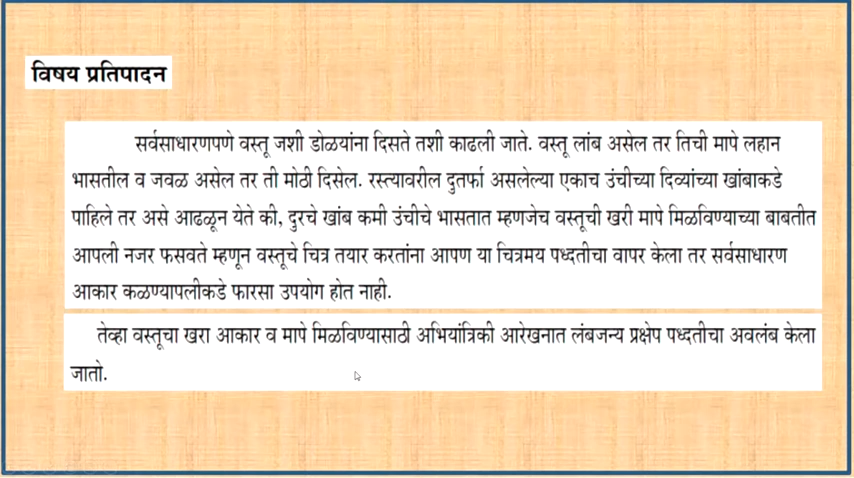 विषय प्रतिपादन
सर्वसाधारणपणे वस्तू जशी डोळयांना दिसते तशी काढली जाते. वस्तू लांब असेल तर तिची मापे लहान
भासतील व जवळ असेल तर ती मोठी दिसेल. रस्त्यावरील दुतर्फा असलेल्या एकाच उंचीच्या दिव्यांच्या खांबाकडे
पाहिले तर असे आढळून येते की, दुरचे खांब कमी उंचीचे भासतात म्हणजेच वस्तूची खरी मापे मिळविण्याच्या बाबतीत
आपली नजर फसवते म्हणून वस्तूचे चित्र तयार करतांना आपण या चित्रमय पध्दतीचा वापर केला तर सर्वसाधारण
आकार कळण्यापलीकडे फारसा उपयोग होत नाही.
तेव्हा वस्तूचा खरा आकार व मापे मिळविण्यासाठी अभियांत्रिकी आरेखनात लंबजन्य प्रक्षेप पध्दतीचा अवलंब केला
जातो.